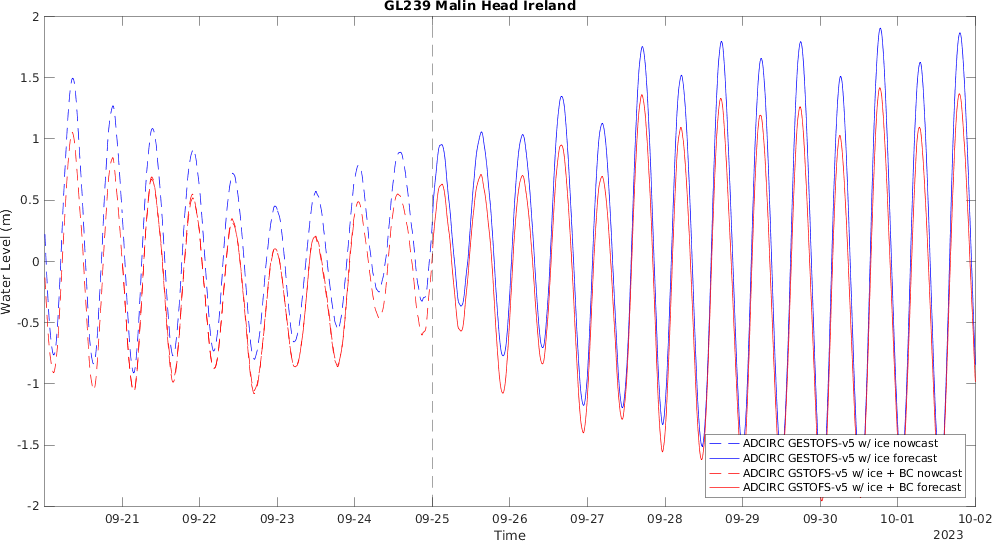 GL239 Malin Head Ireland
2
1.5
1
0.5
0
-0.5
-1
-1.5
-2
Water Level (m)
ADCIRC GESTOFS-v5 w/ ice nowcast
ADCIRC GESTOFS-v5 w/ ice forecast
ADCIRC GSTOFS-v5 w/ ice + BC nowcast
ADCIRC GSTOFS-v5 w/ ice + BC forecast
09-21 09-22 09-23 09-24 09-25 09-26 09-27 09-28 09-29 09-30 10-01 10-02
Time
2023